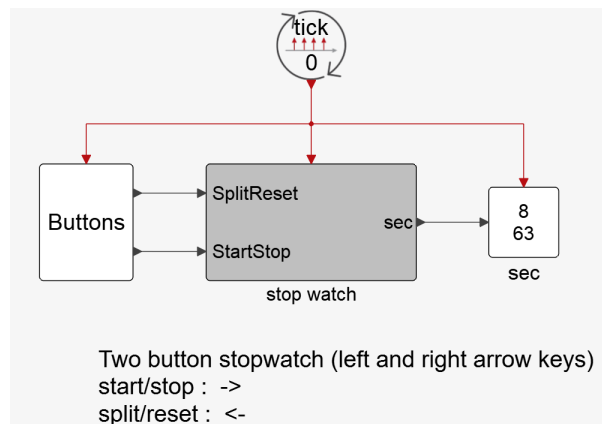 tick
0
Buttons
SplitReset
StartStop
sec
stop watch
8
63
sec
Two button stopwatch (left and right arrow keys)
start/stop : ->
split/reset : <-